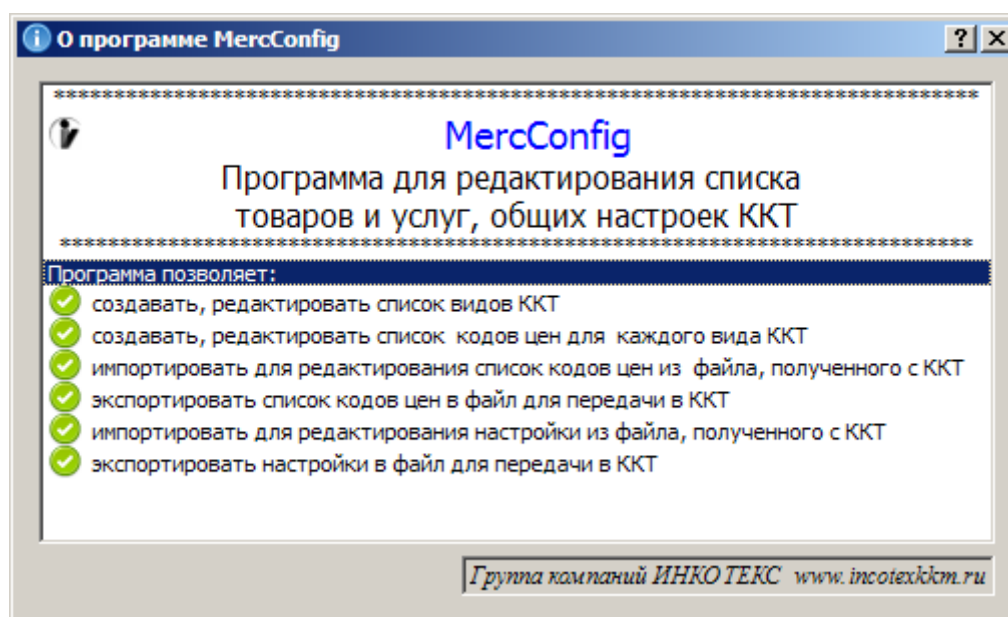 О программе MercConfig
******************************************************************************
MercConfig
Программа для редактирования списка
товаров и услуг, общих настроек ККТ
******************************************************************************
Программа позволяет:
создавать, редактировать список видов ККТ
создавать, редактировать список кодов цен для каждого вида ККТ
импортировать для редактирования список кодов цен из файла, полученного с ККТ
экспортировать список кодов цен в файл для передачи в ККТ
импортировать для редактирования настройки из файла, полученного с ККТ
экспортировать настройки в файл для передачи в ККТ
Группа компаний ИНКОТЕКС www.incotexkkm.ru